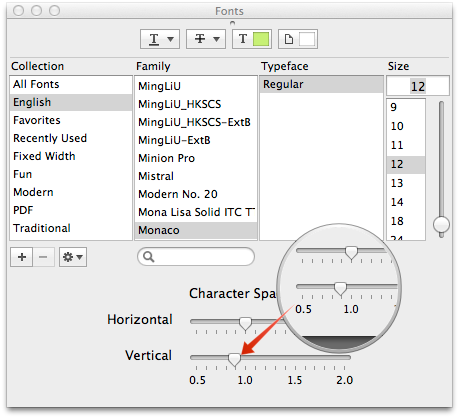 Fonts
T T T
Collection Family Typeface Size
All Fonts
English
Favorites
Recently Used
Fixed Width
Fun
Modern
PDF
Traditional
MingLiU
MingLiU_HKSCS
MingLiU_HKSCS-ExtB
MingLiU-ExtB
Minion Pro
Mistral
Modern No. 20
Mona Lisa Solid ITC T
Monaco
Regular
12
9
10
11
12
13
14
18
24
Character Spa
Horizontal
0.5 1.0
Vertical
0.5 1.0 1.5 2.0